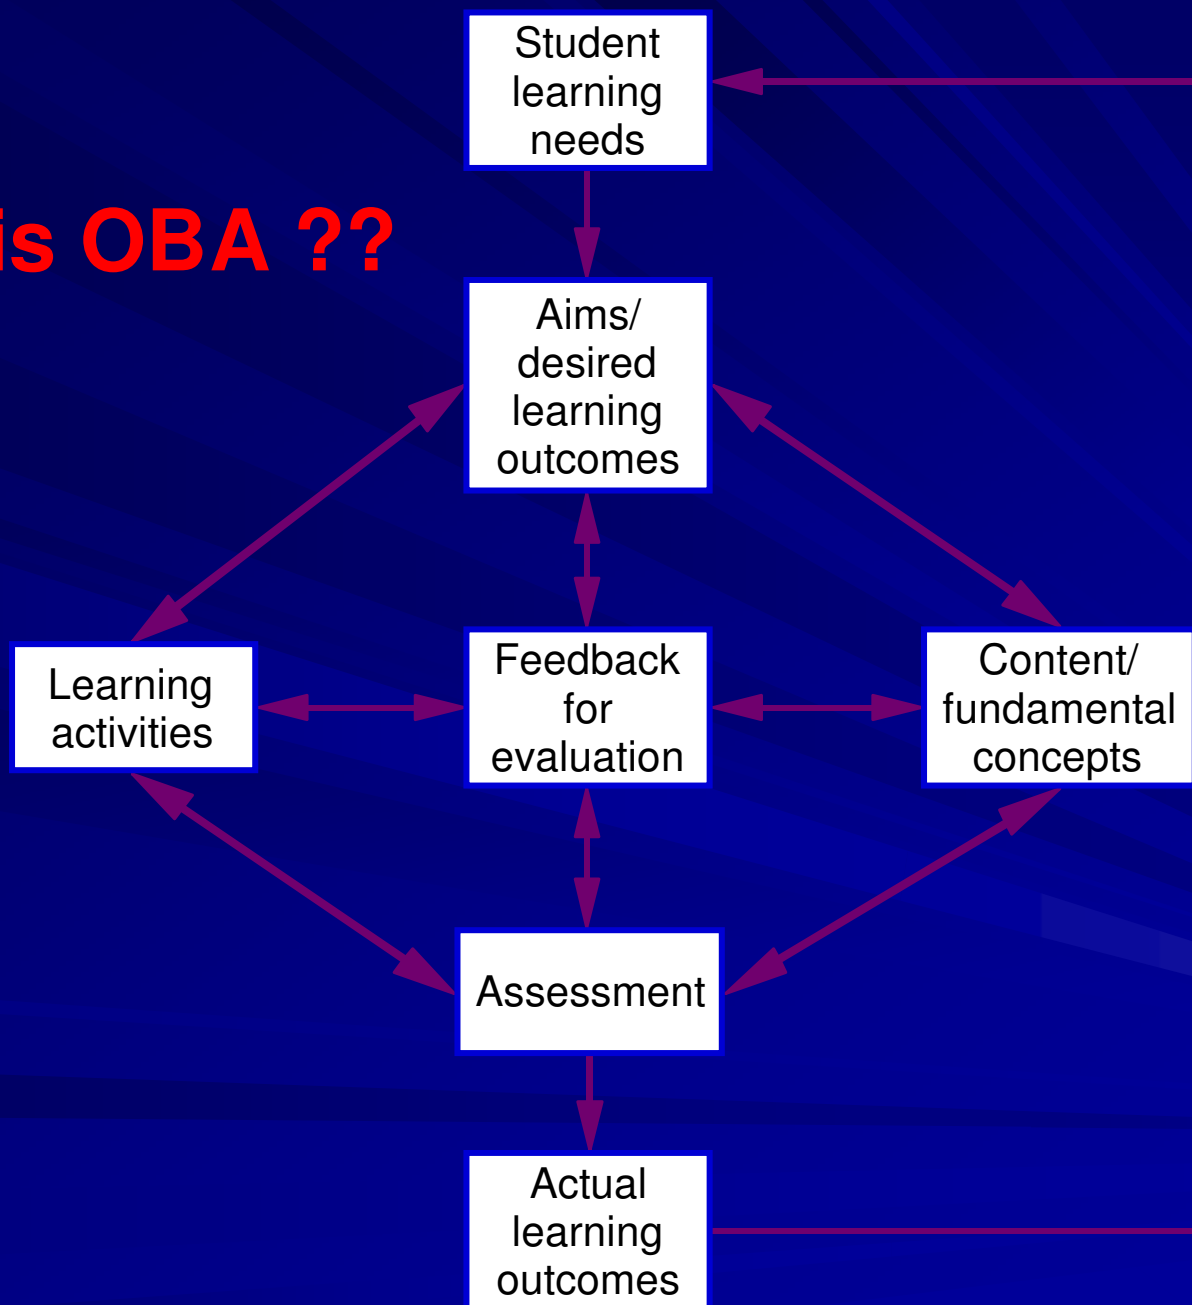 Student
learning
needs
is OBA ??
Aims/
desired
learning
outcomes
Learning
activities
Feedback
for
evaluation
Content/
fundamental
concepts
Assessment
Actual
learning
outcomes